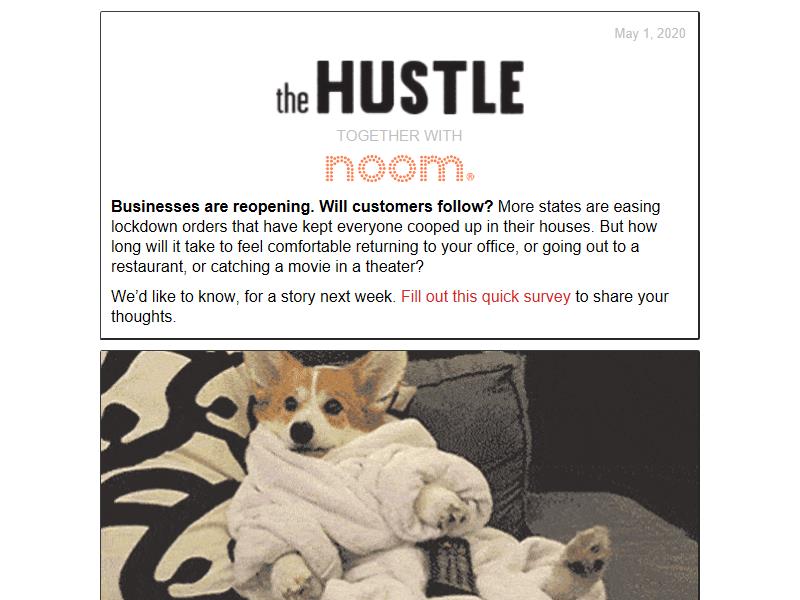 May 1, 2020
the HUSTLE
TOGETHER WITH
noom®
Businesses are reopening. Will customers follow? More states are easing
lockdown orders that have kept everyone cooped up in their houses. But how
long will it take to feel comfortable returning to your office, or going out to a
restaurant, or catching a movie in a theater?
We’d like to know, for a story next week. Fill out this quick survey to share your
thoughts.